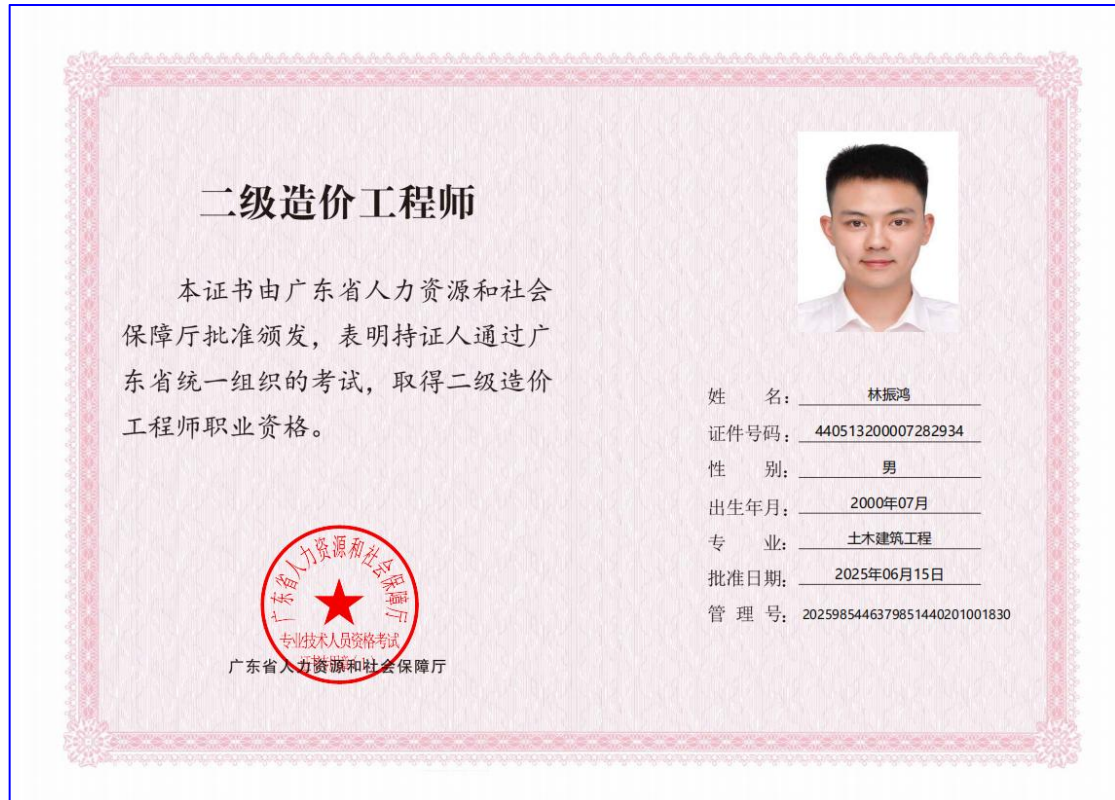 二级造价工程师
本证书由广东省人力资源和社会
保障厅批准颁发，表明持证人通过广
东省统一组织的考试，取得二级造价
工程师职业资格。
广东省人力资源和社会保障厅
专业技术人员资格考试
广东省人力资源和社会保障厅
姓名：林振鸿
证件号码：440513200007282934
性别：男
出生年月：2000年07月
专业：土木建筑工程
批准日期：2025年06月15日
管理号：2025985446379851440201001830